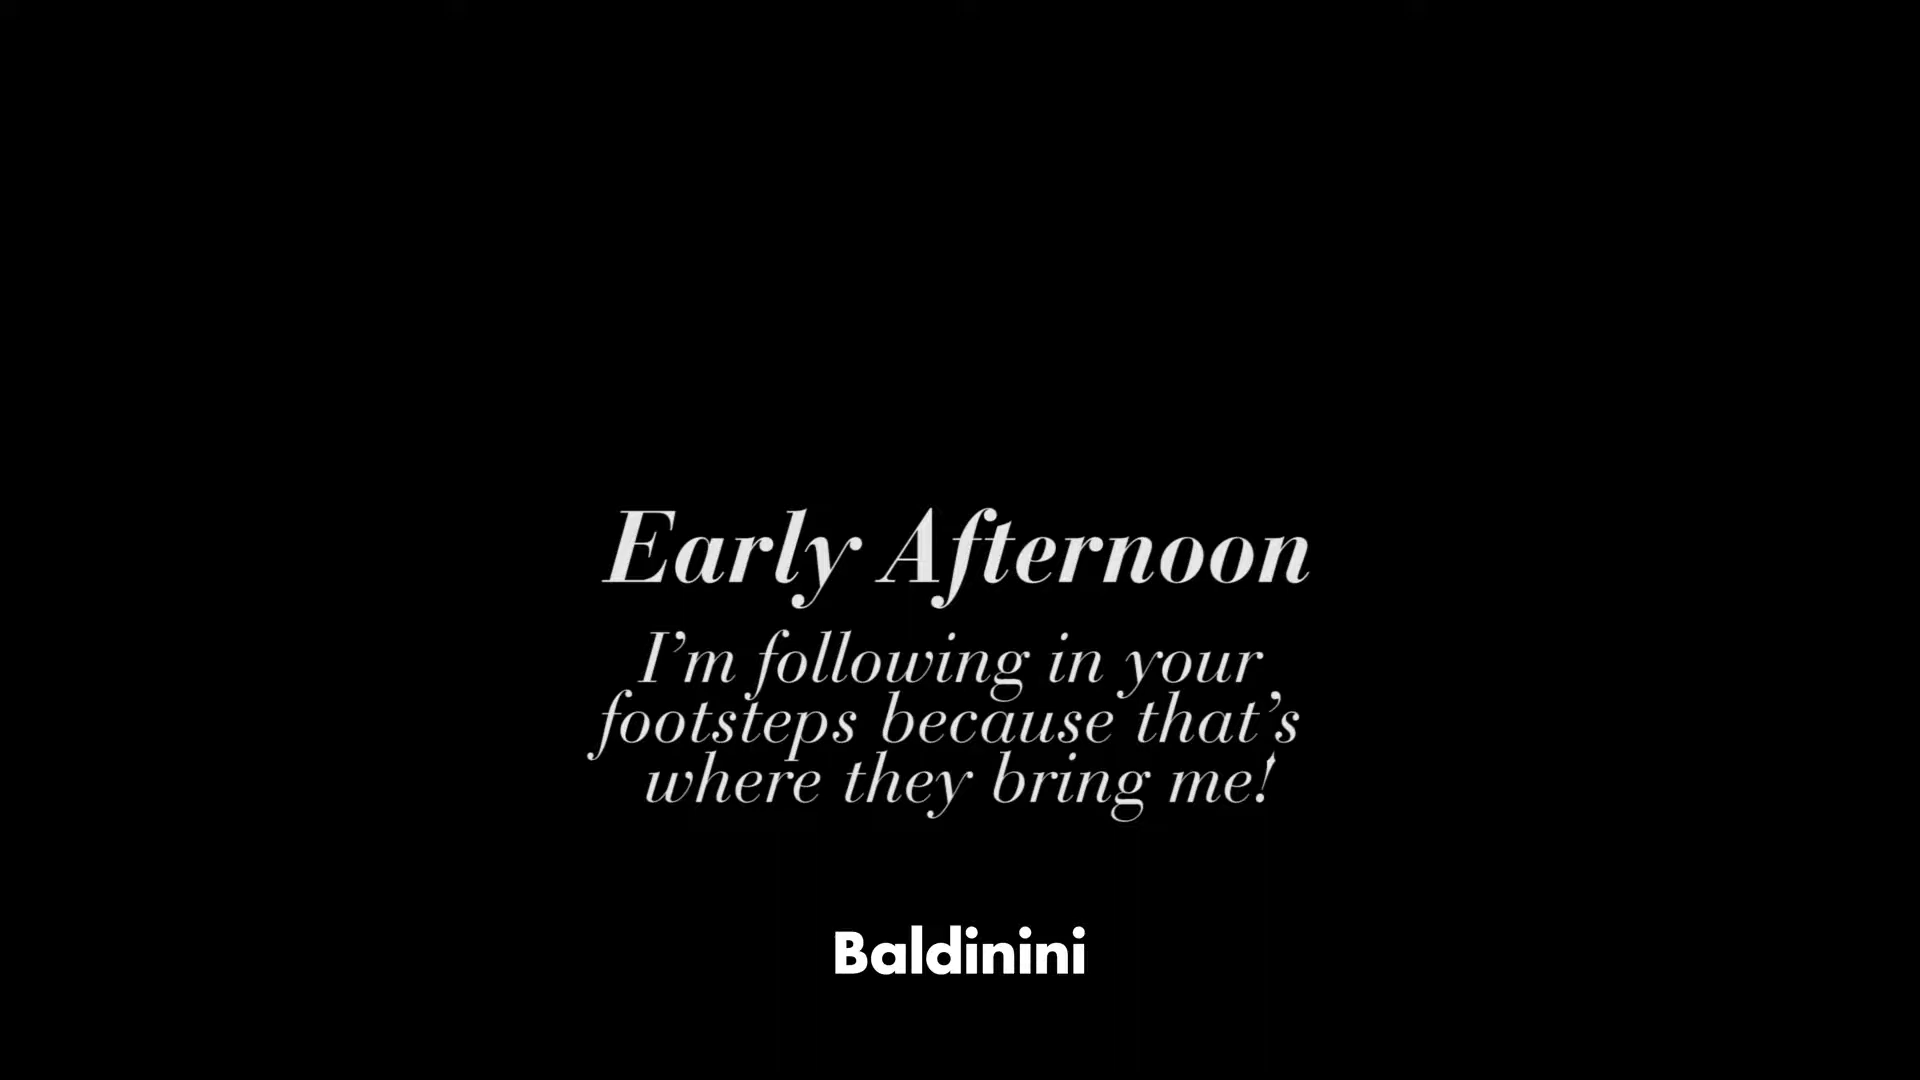 Early Afternoon
I’m following in your
footsteps because that’s
where they bring me!
Baldinini